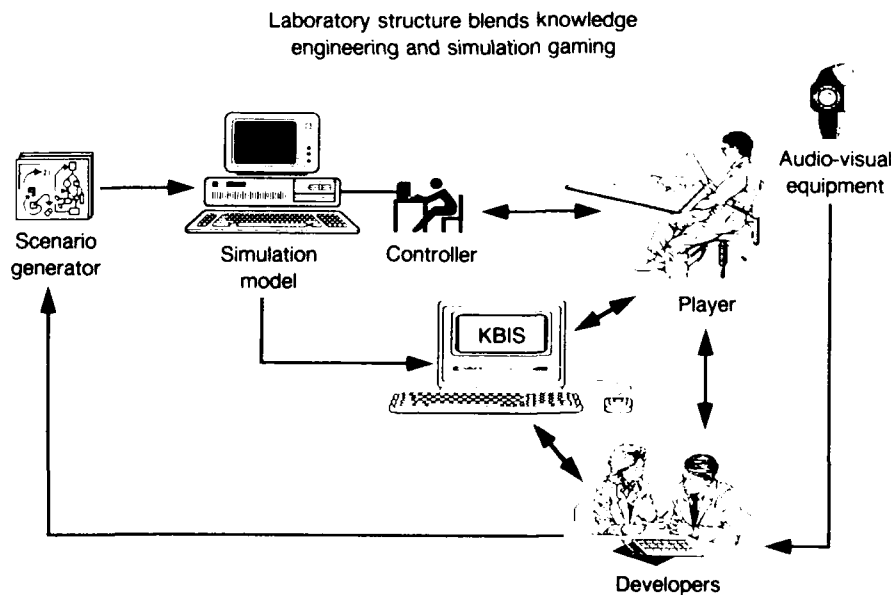 Laboratory structure blends knowledge
engineering and simulation gaming
Audio-visual
equipment
Scenario
generator
Simulation
model
Controller
Player
KBIS
Developers